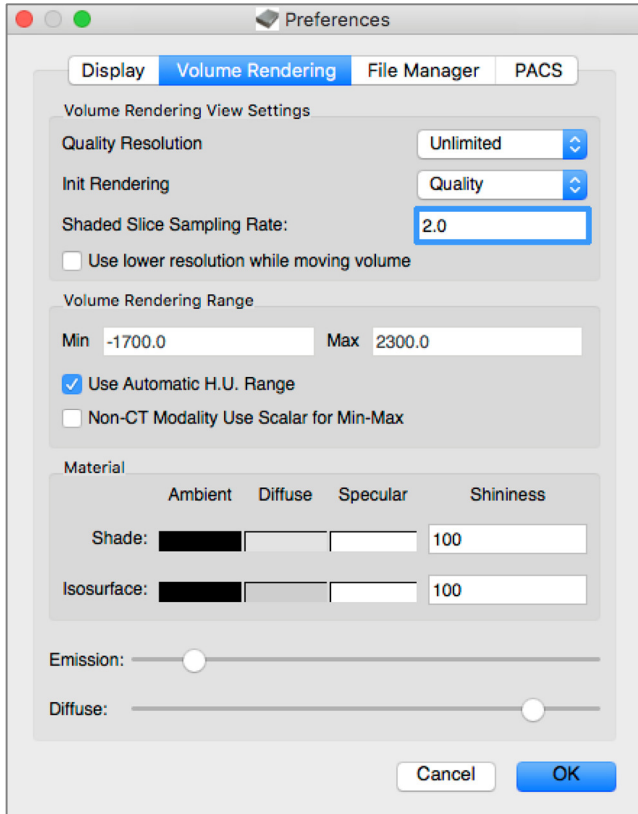 Preferences
Display Volume Rendering File Manager PACS
Volume Rendering View Settings
Quality Resolution Unlimited
Init Rendering Quality
Shaded Slice Sampling Rate: 2.0
Use lower resolution while moving volume
Volume Rendering Range
Min -1700.0 Max 2300.0
Use Automatic H.U. Range
Non-CT Modality Use Scalar for Min-Max
Material
Ambient Diffuse Specular Shininess
Shade: 100
Isosurface: 100
Emission:
Diffuse:
Cancel OK